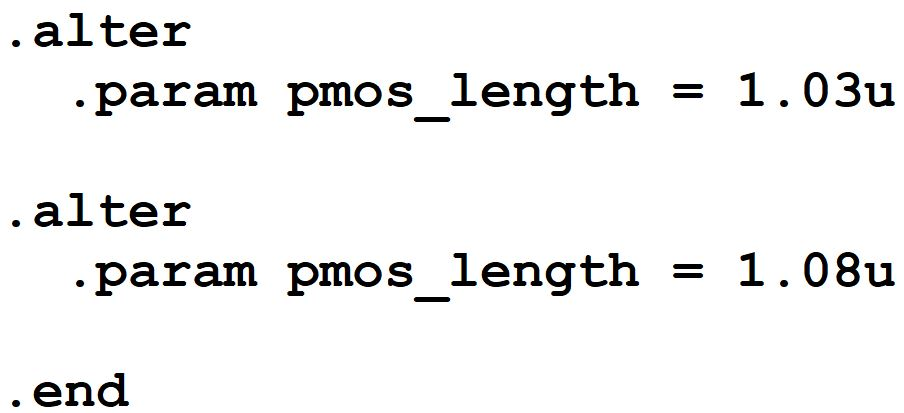 .alter
.param pmos_length = 1.03u
.alter
.param pmos_length = 1.08u
.end